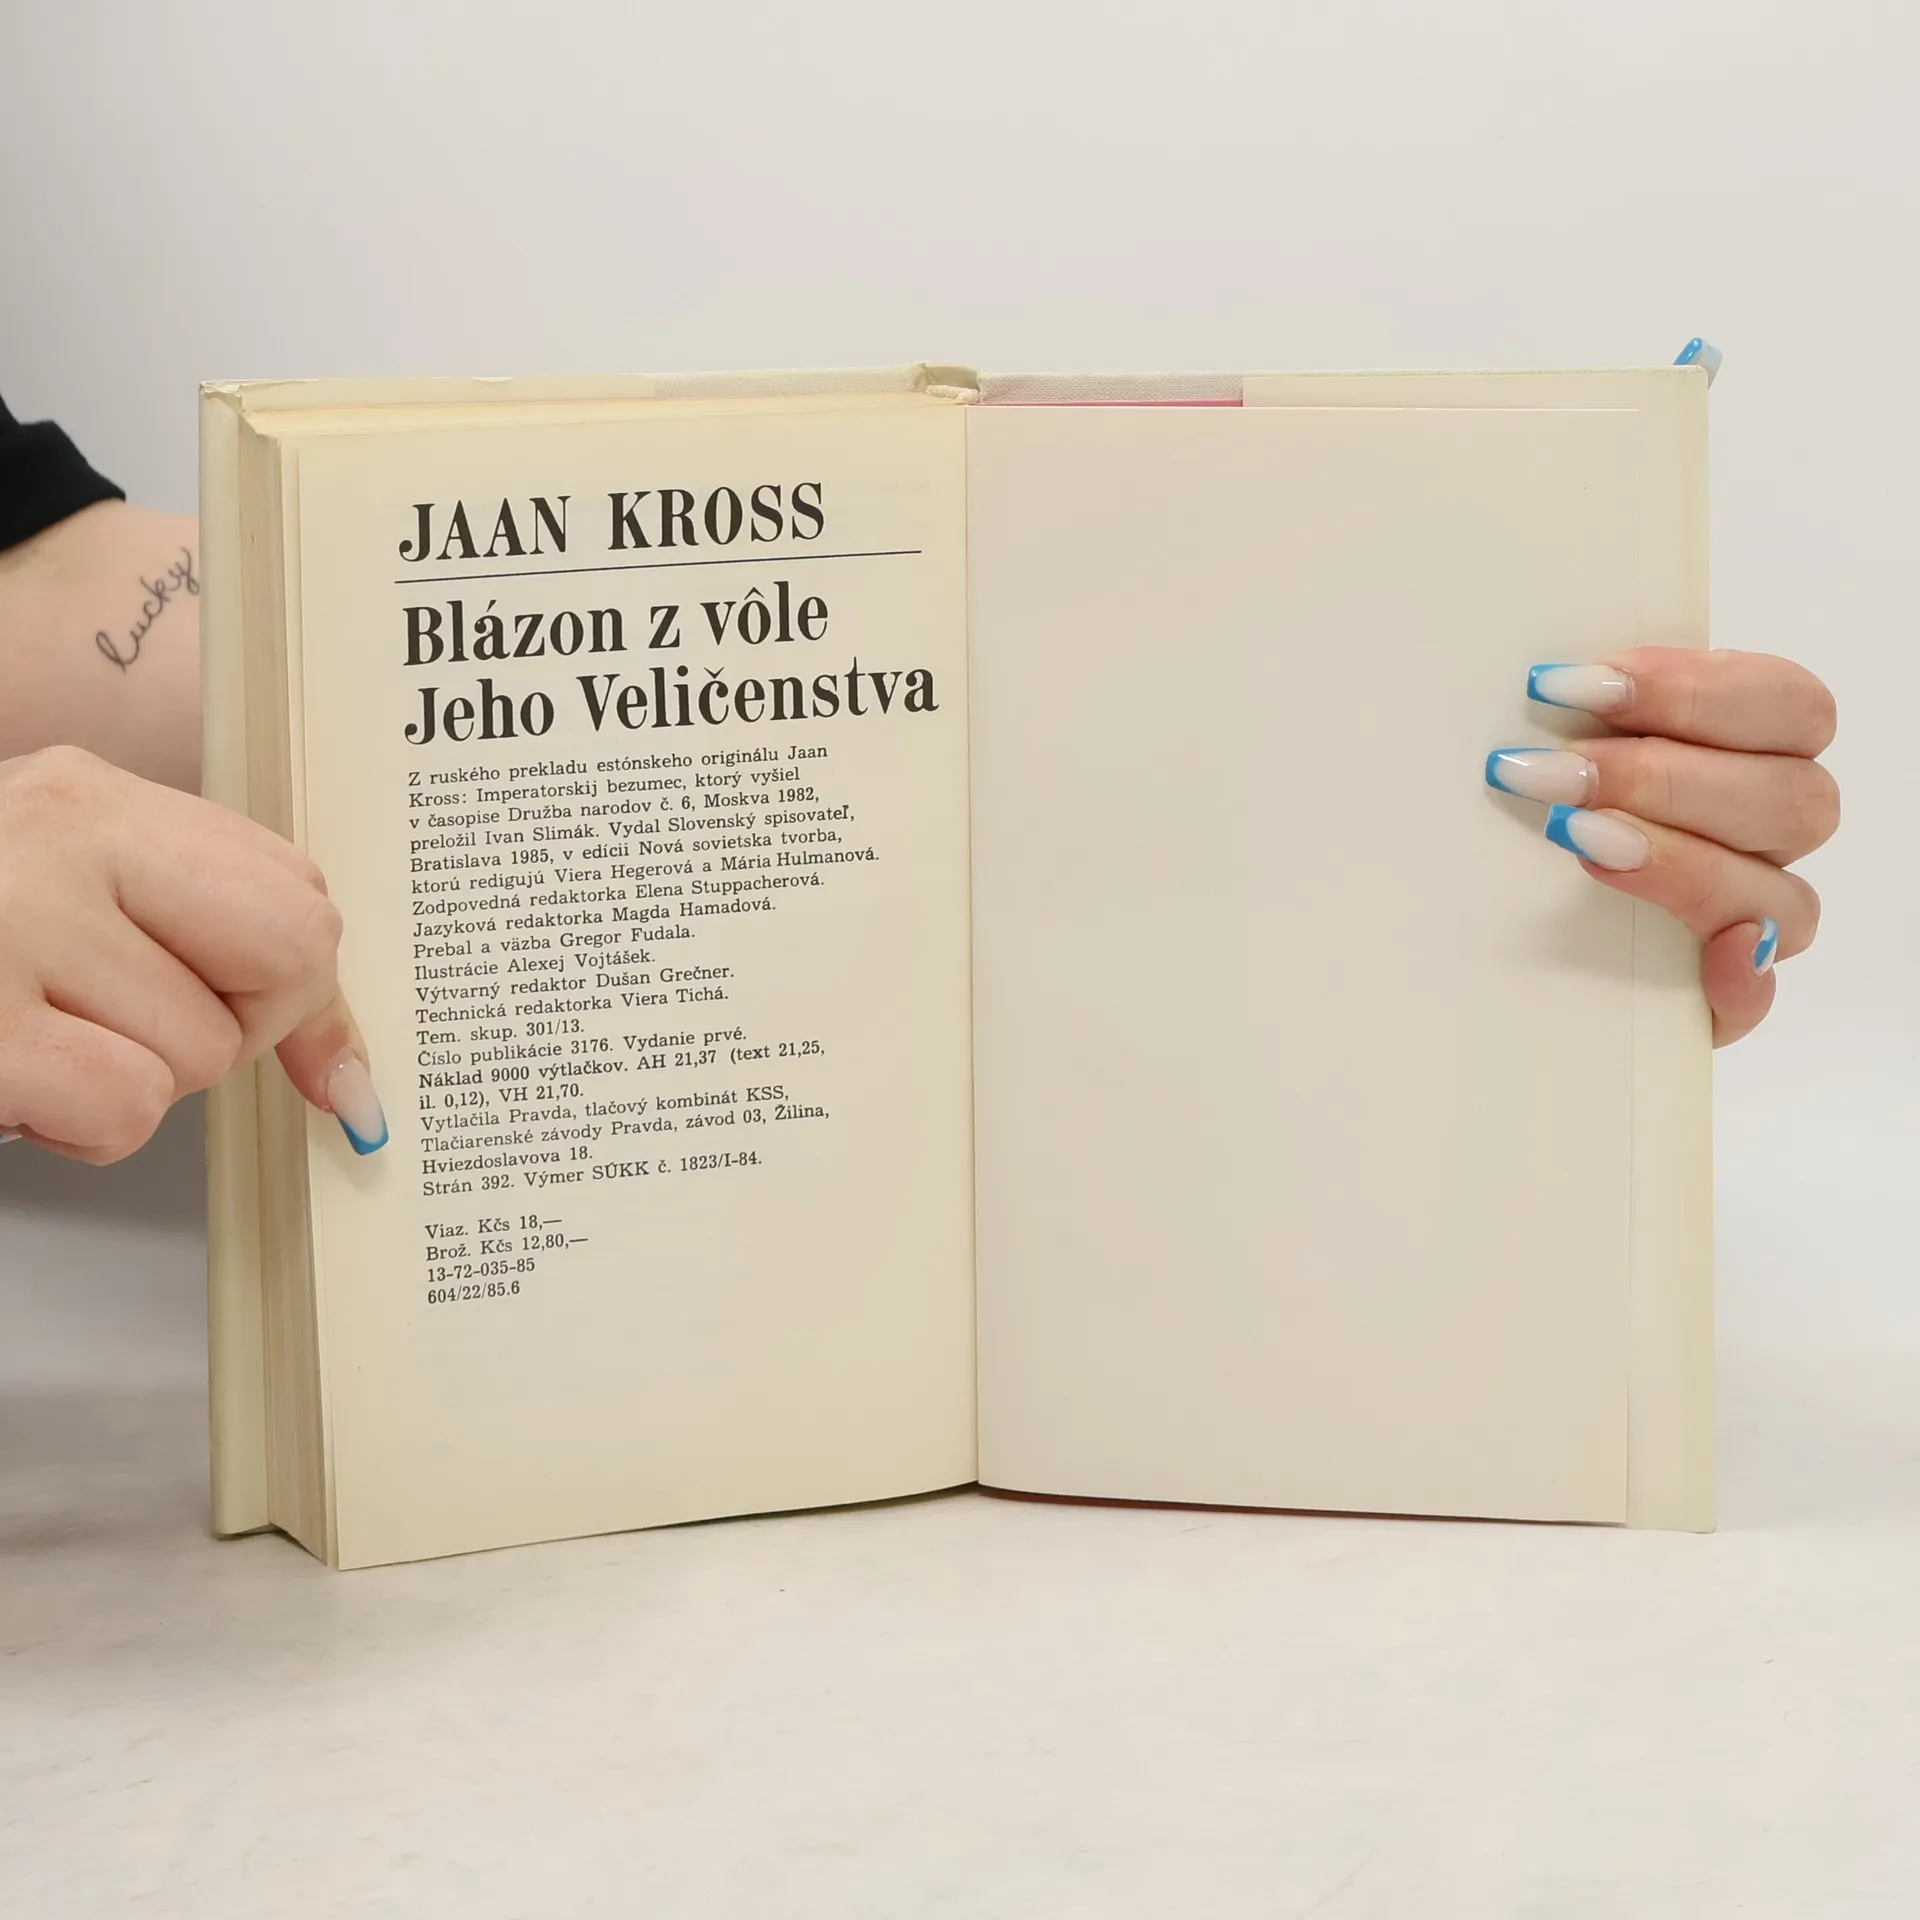 lucky
JAAN KROSS
Blázon z vôle
Jeho Veličenstva
Z ruského prekladu estónskeho originálu Jaan
Kross: Imperatorskij bezumec, ktorý vyšiel
v časopise Družba narodov č. 6, Moskva 1982,
preložil Ivan Slimák. Vydal Slovenský spisovateľ,
Bratislava 1985, v edícii Nová sovietska tvorba,
ktorú redigujú Viera Hegerová a Mária Hulmanová.
Zodpovedná redaktorka Elena Stuppacherová.
Jazyková redaktorka Magda Hamadová.
Prebal a väzba Gregor Fudala.
Ilustrácie Alexej Vojtášek.
Výtvarný redaktor Dušan Grečner.
Technická redaktorka Viera Tichá.
Tem. skup. 301/13.
Číslo publikácie 3176. Vydanie prvé.
Náklad 9000 výtlačkov. AH 21,37 (text 21,25,
il. 0,12), VH 21,70.
Vytlačila Pravda, tlačový kombinát KSS,
Tlačiarenské závody Pravda, závod 03, Žilina,
Hviezdoslavova 18.
Strán 392. Výmer SÚKK č. 1823/I-84.
Viaz. Kčs 18,—
Brož. Kčs 12,80,—
13-72-035-85
604/22/85.6